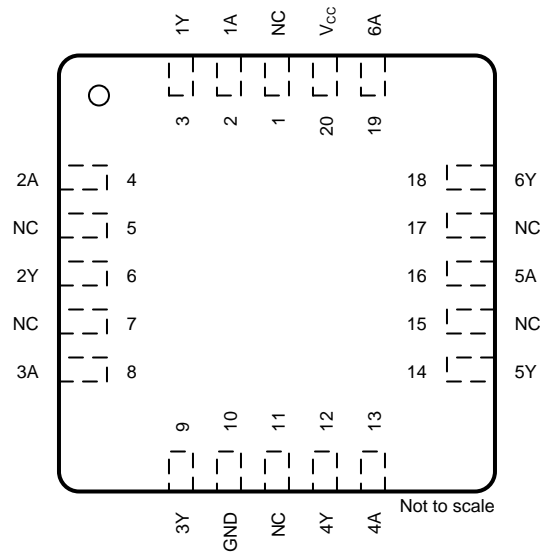 1Y 1A NC VCC 6A
3 2 1 20 19
2A 4 18 6Y
NC 5 17 NC
2Y 6 16 5A
NC 7 15 NC
3A 8 14 5Y
9 10 11 12 13
3Y GND NC 4Y 4A
Not to scale